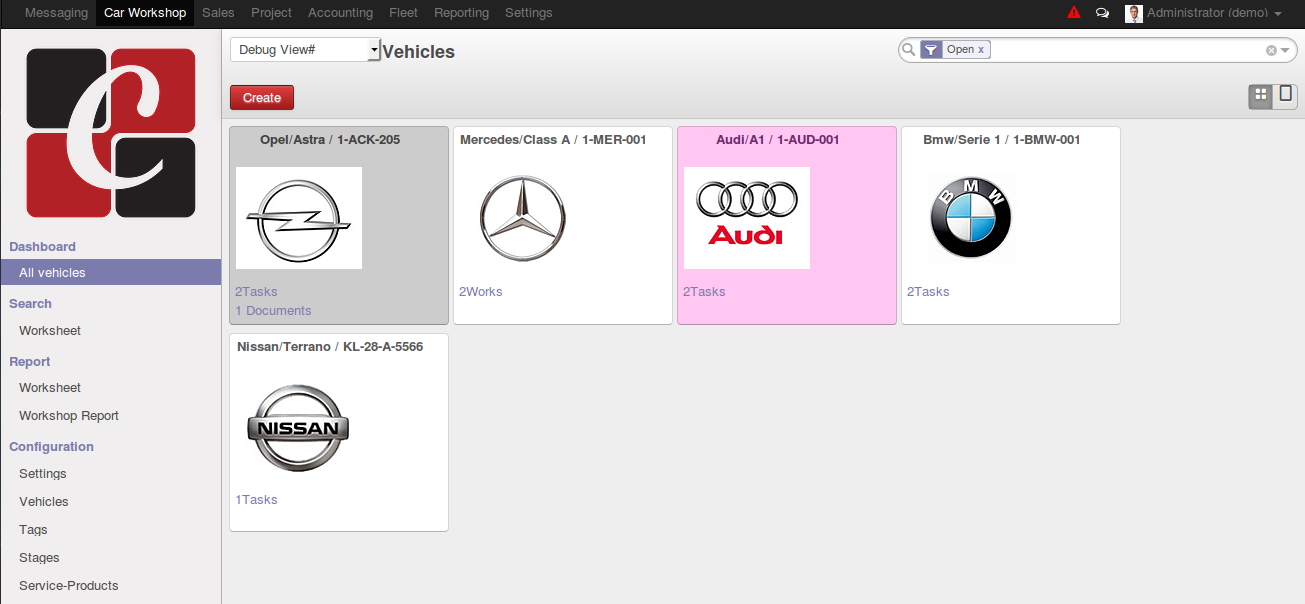 Messaging Car Workshop Sales Project Accounting Fleet Reporting Settings Administrator (demo)
Debug View# Vehicles Open x
Create
C
Dashboard
All vehicles
Search
Worksheet
Report
Worksheet
Workshop Report
Configuration
Settings
Vehicles
Tags
Stages
Service-Products
Opel/Astra / 1-ACK-205
2Tasks
1 Documents
Mercedes/Class A / 1-MER-001
2Works
Audi/A1 / 1-AUD-001
Audi
2Tasks
Bmw/Serie 1 / 1-BMW-001
BMW
2Tasks
Nissan/Terrano / KL-28-A-5566
NISSAN
1Tasks